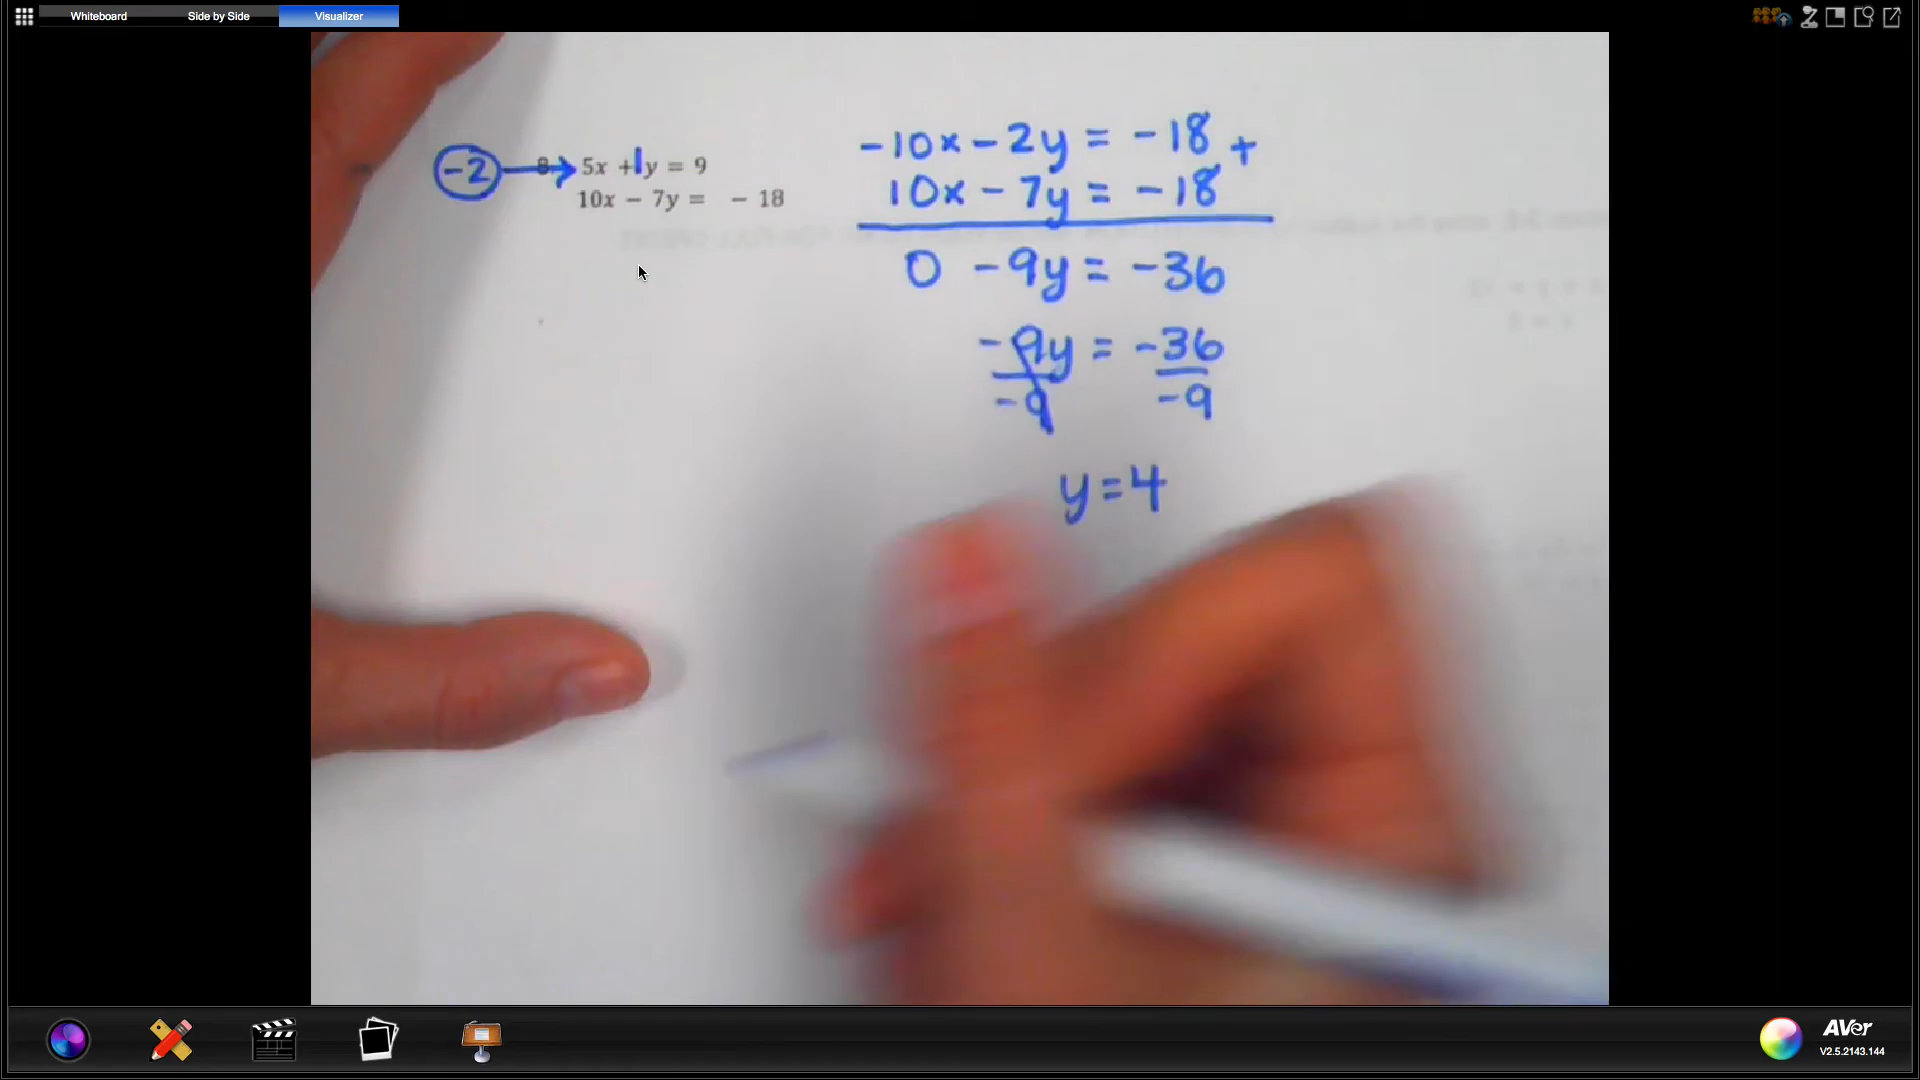 Whiteboard
Side by Side
Visualizer
-2 → 8. 5x + 1y = 9
10x − 7y = − 18
-10x - 2y = -18 +
10x - 7y = -18
0 -9y = -36
-9y = -36
-9 -9
y = 4
AVer
V2.5.2143.144